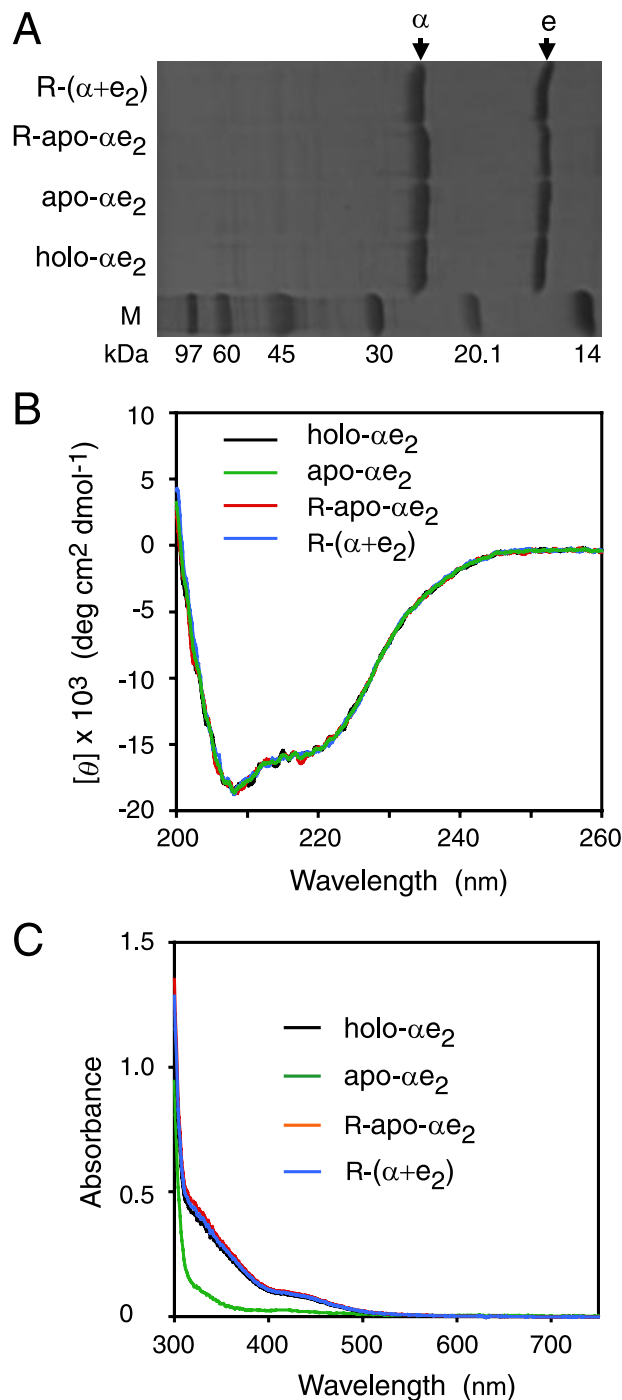 A
α e
R-(α+e₂)
R-apo-αe₂
apo-αe₂
holo-αe₂
M
kDa 97 60 45 30 20.1 14
B
10
5
0
-5
-10
-15
-20
[θ] x 10³ (deg cm² dmol⁻¹)
holo-αe₂
apo-αe₂
R-apo-αe₂
R-(α+e₂)
200 220 240 260
Wavelength (nm)
C
1.5
1.0
0.5
0
Absorbance
holo-αe₂
apo-αe₂
R-apo-αe₂
R-(α+e₂)
300 400 500 600 700
Wavelength (nm)